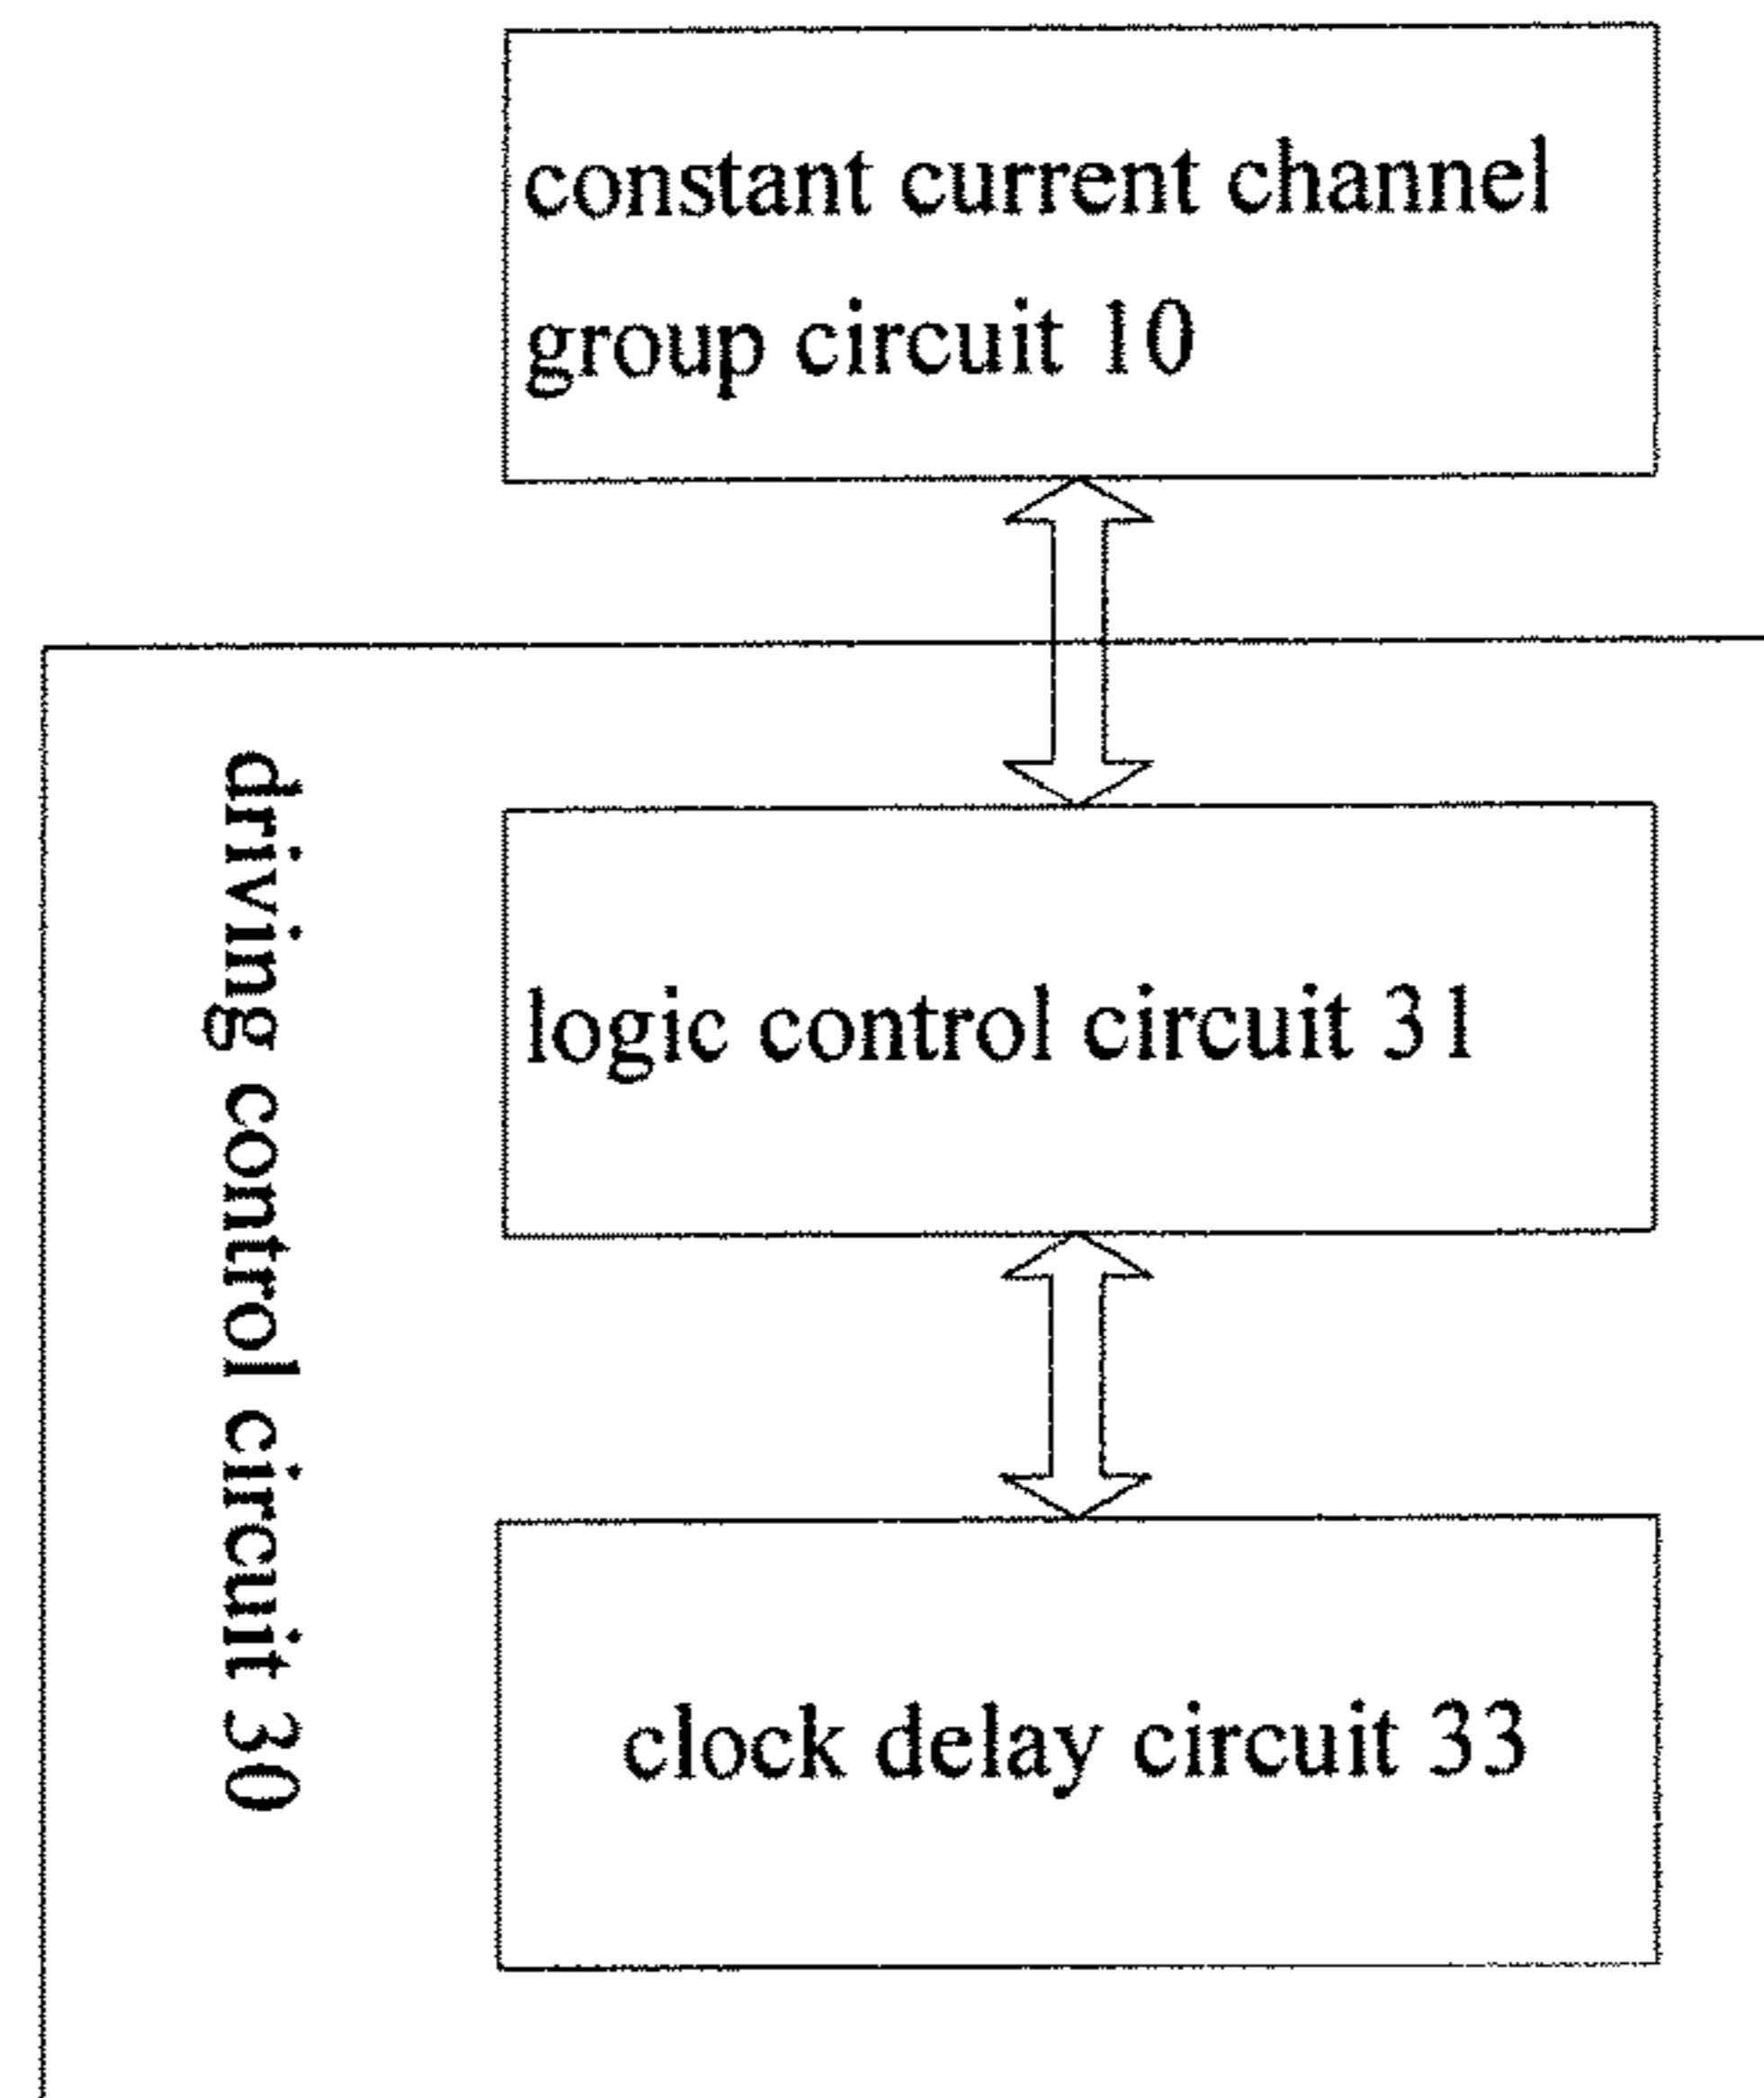 constant current channel
group circuit 10
driving control circuit 30
logic control circuit 31
clock delay circuit 33